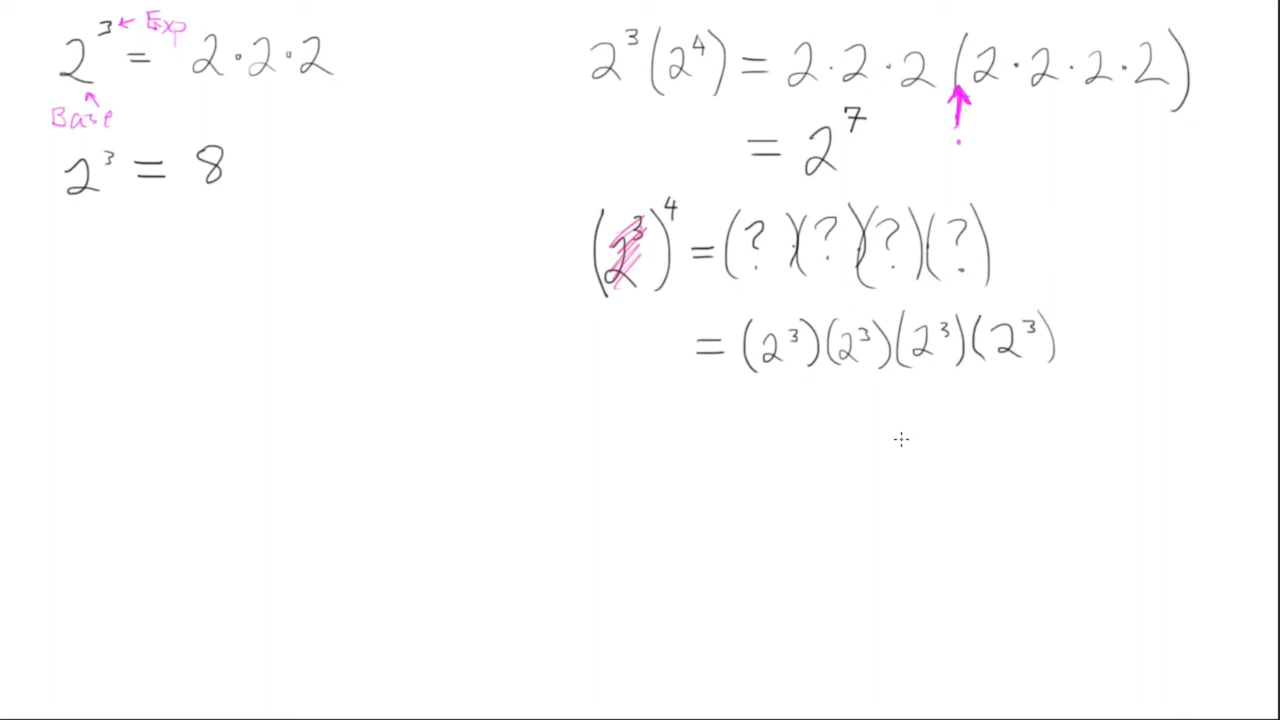 2³ ← Exp
= 2·2·2
Base
2³ = 8
2³(2⁴) = 2·2·2(2·2·2·2)
= 2⁷
(2³)⁴ = (?)(?)(?)(?)
= (2³)(2³)(2³)(2³)